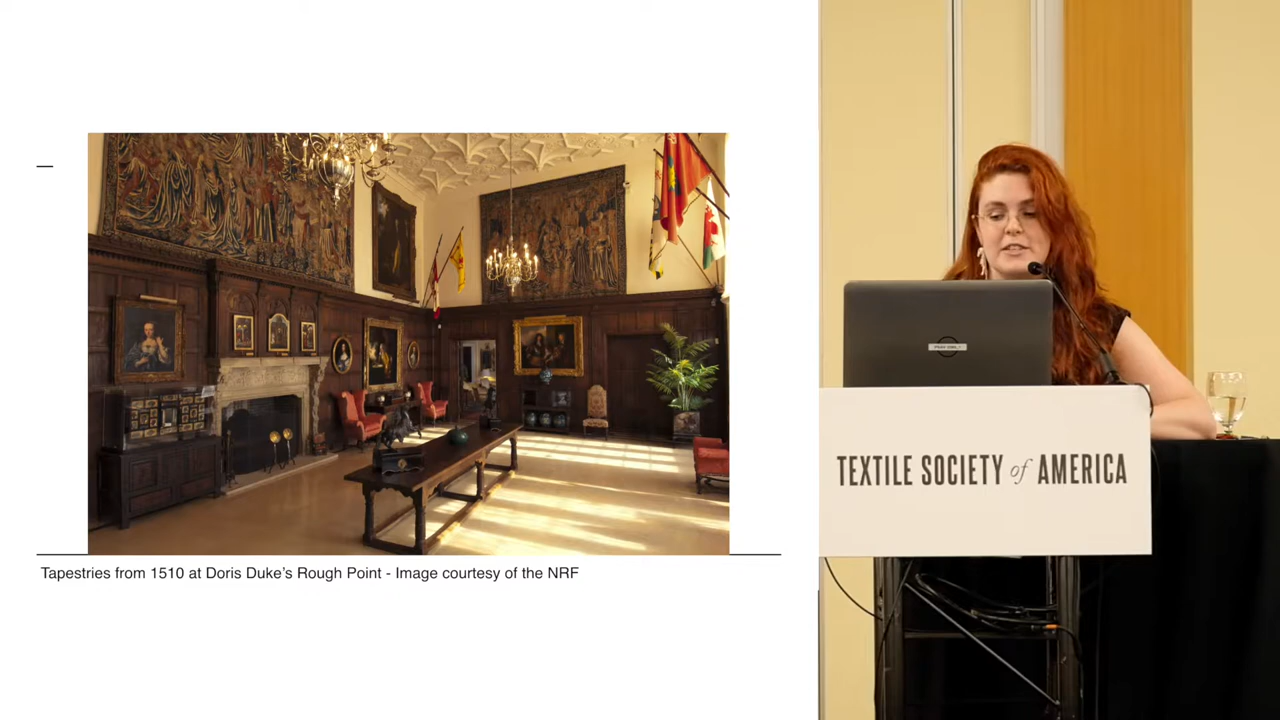 Tapestries from 1510 at Doris Duke's Rough Point - Image courtesy of the NRF
TEXTILE SOCIETY of AMERICA